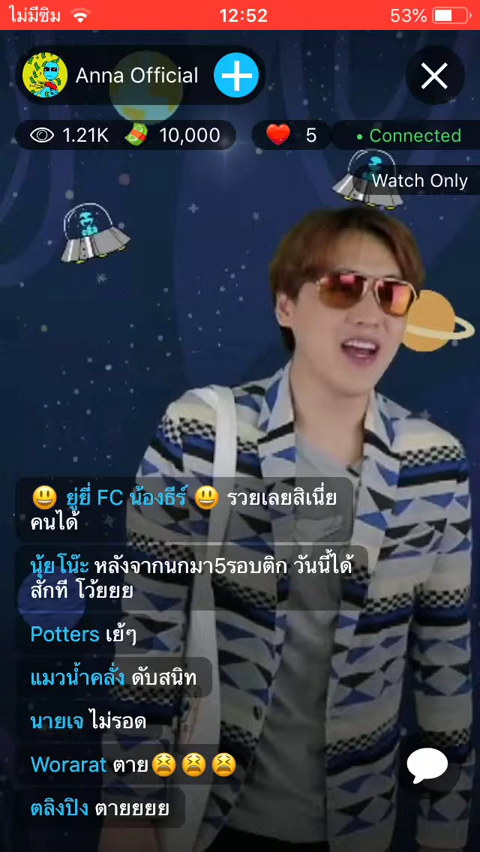 ไม่มีซิม 12:52 53%
Anna Official
1.21K 10,000 5 • Connected
Watch Only
😃 ยู่ยี่ FC น้องธีร์ 😃 รวยเลยสิเนี่ย
คนได้
นุ้ยโน๊ะ หลังจากนกมา5รอบติก วันนี้ได้
สักที โว้ยยย
Potters เย้ๆ
แมวน้ำคลั่ง ดับสนิท
นายเจ ไม่รอด
Worarat ตาย😫😫😫
ตลิงปิง ตายยยย